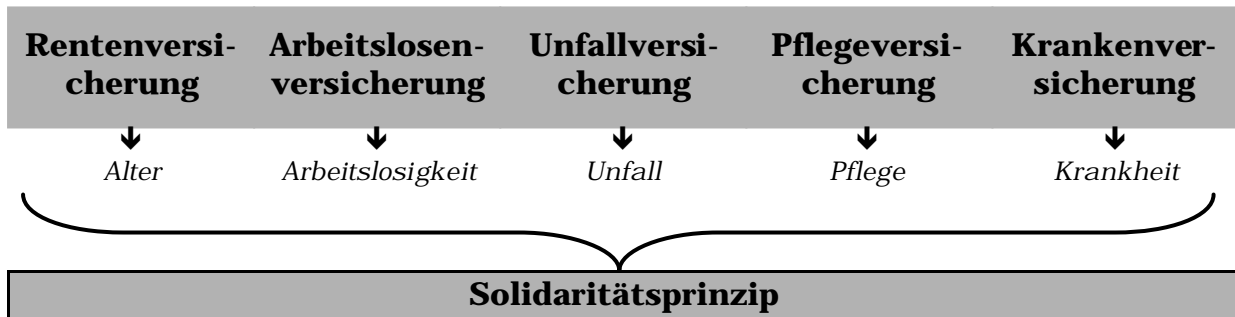 Rentenversi- Arbeitslosen- Unfallversi- Pflegeversi- Krankenver-
cherung versicherung cherung cherung sicherung
Alter Arbeitslosigkeit Unfall Pflege Krankheit
Solidaritätsprinzip